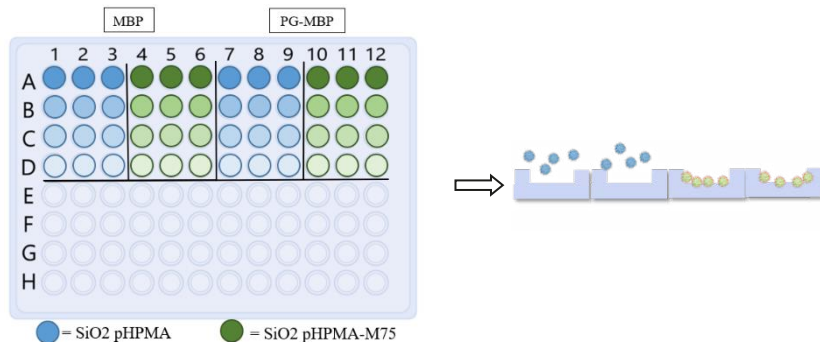 MBP PG-MBP
1 2 3 4 5 6 7 8 9 10 11 12
A
B
C
D
E
F
G
H
= SiO2 pHPMA = SiO2 pHPMA-M75